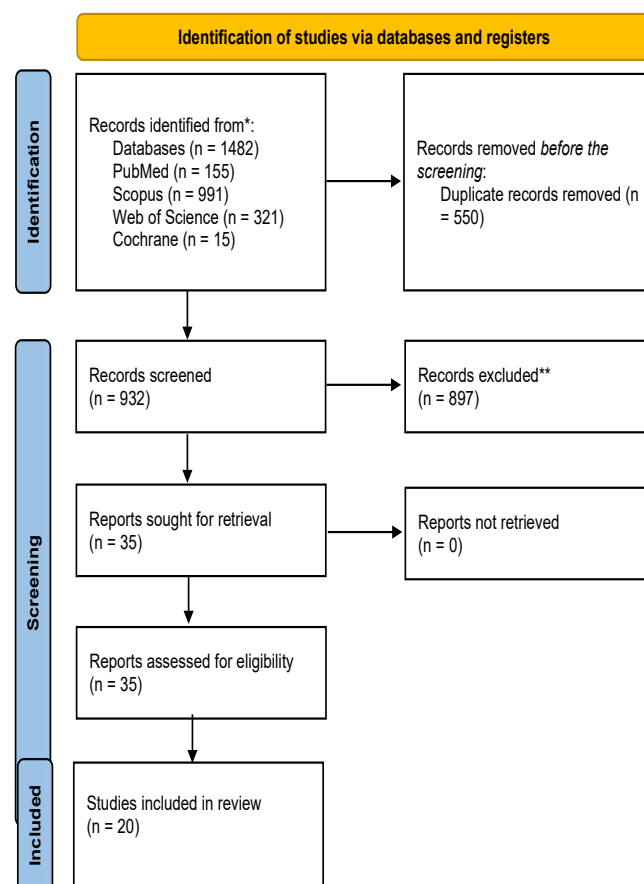 Identification of studies via databases and registers
Identification
Records identified from*:
Databases (n = 1482)
PubMed (n = 155)
Scopus (n = 991)
Web of Science (n = 321)
Cochrane (n = 15)
Records removed before the
screening:
Duplicate records removed (n
= 550)
Screening
Records screened
(n = 932)
Records excluded**
(n = 897)
Reports sought for retrieval
(n = 35)
Reports not retrieved
(n = 0)
Reports assessed for eligibility
(n = 35)
Included
Studies included in review
(n = 20)